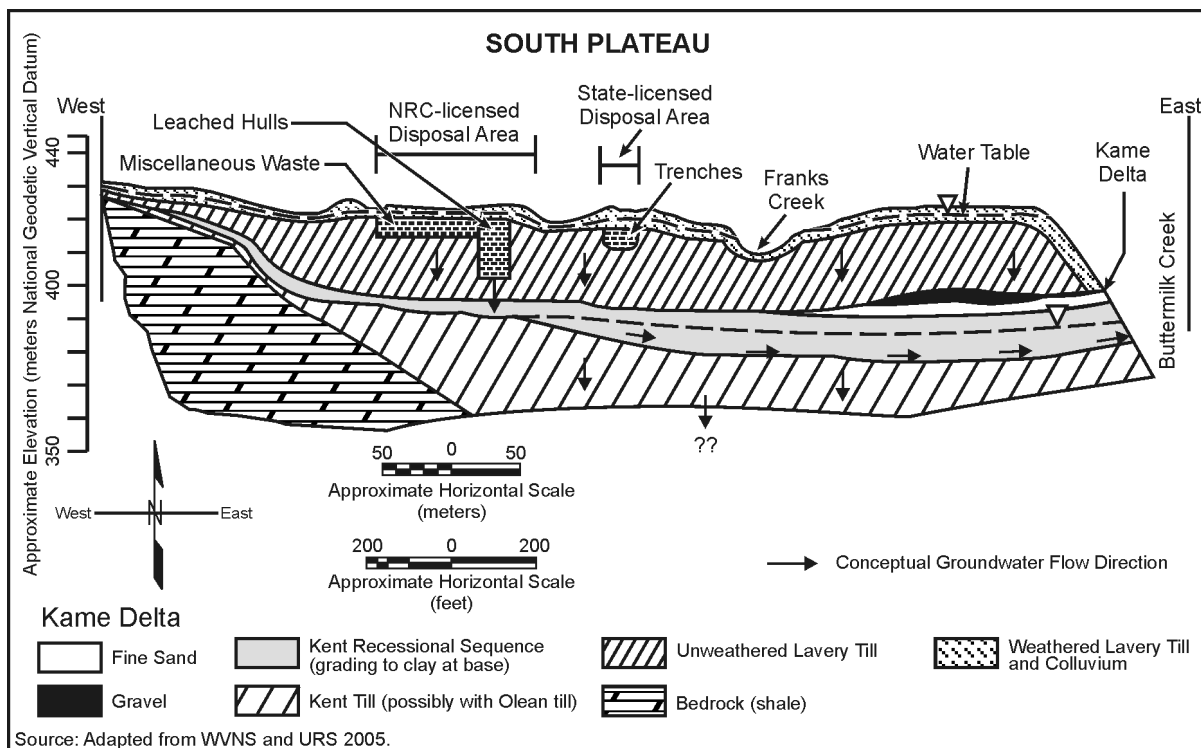 SOUTH PLATEAU
Approximate Elevation (meters National Geodetic Vertical Datum)
West
East
440
430
400
350
NRC-licensed
Disposal Area
Leached Hulls
Miscellaneous Waste
State-licensed
Disposal Area
Trenches
Franks
Creek
Water Table
Kame
Delta
Buttermilk Creek
??
50 0 50
Approximate Horizontal Scale
(meters)
200 0 200
Approximate Horizontal Scale
(feet)
West
N
East
Conceptual Groundwater Flow Direction
Kame Delta
Fine Sand
Gravel
Kent Recessional Sequence
(grading to clay at base)
Kent Till (possibly with Olean till)
Unweathered Lavery Till
Bedrock (shale)
Weathered Lavery Till
and Colluvium
Source: Adapted from WVNS and URS 2005.